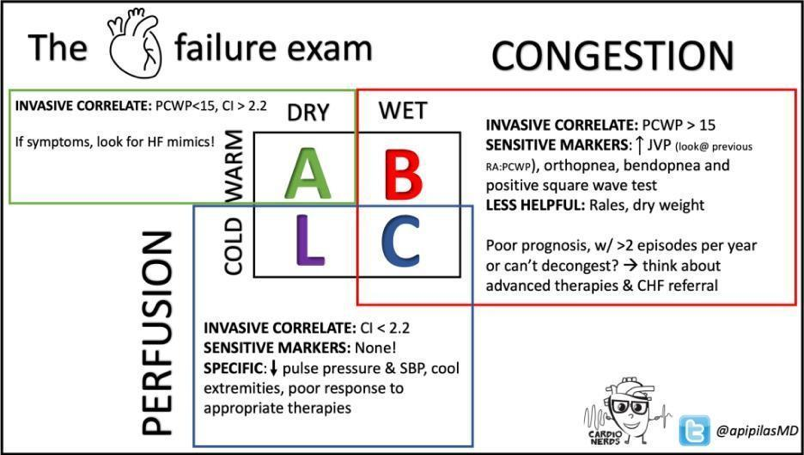 The failure exam
CONGESTION
INVASIVE CORRELATE: PCWP<15, CI > 2.2
If symptoms, look for HF mimics!
DRY
WET
WARM
COLD
A
B
L
C
PERFUSION
INVASIVE CORRELATE: PCWP > 15
SENSITIVE MARKERS: ↑ JVP (look@ previous
RA:PCWP), orthopnea, bendopnea and
positive square wave test
LESS HELPFUL: Rales, dry weight
Poor prognosis, w/ >2 episodes per year
or can't decongest? → think about
advanced therapies & CHF referral
INVASIVE CORRELATE: CI < 2.2
SENSITIVE MARKERS: None!
SPECIFIC: ↓ pulse pressure & SBP, cool
extremities, poor response to
appropriate therapies
CARDIO
NERDS
@apipilasMD